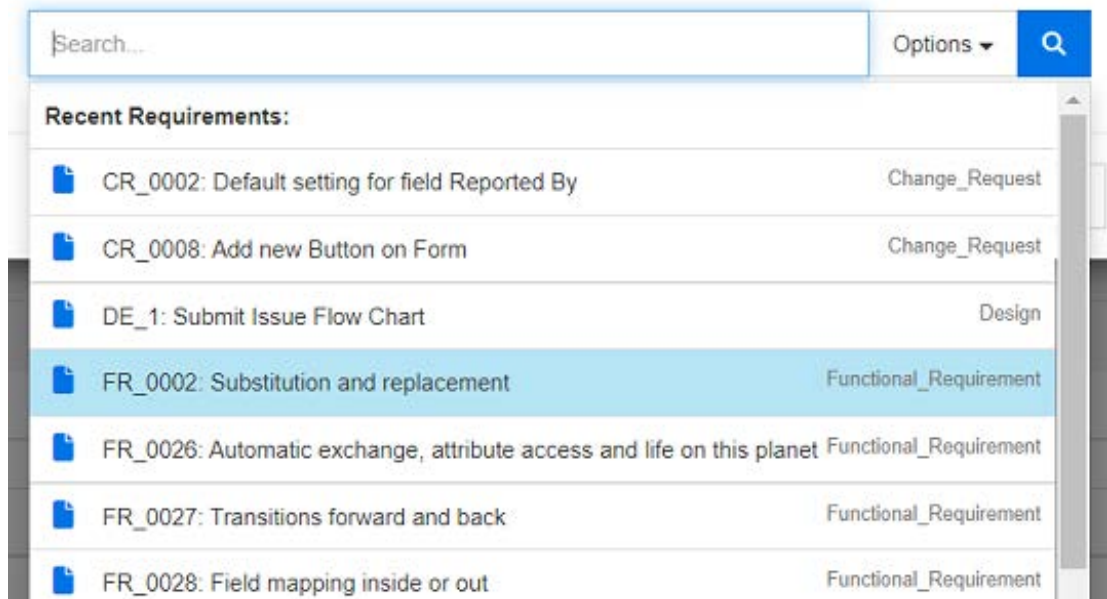 Search...
Options
Recent Requirements:
CR_0002: Default setting for field Reported By Change_Request
CR_0008: Add new Button on Form Change_Request
DE_1: Submit Issue Flow Chart Design
FR_0002: Substitution and replacement Functional_Requirement
FR_0026: Automatic exchange, attribute access and life on this planet Functional_Requirement
FR_0027: Transitions forward and back Functional_Requirement
FR_0028: Field mapping inside or out Functional_Requirement